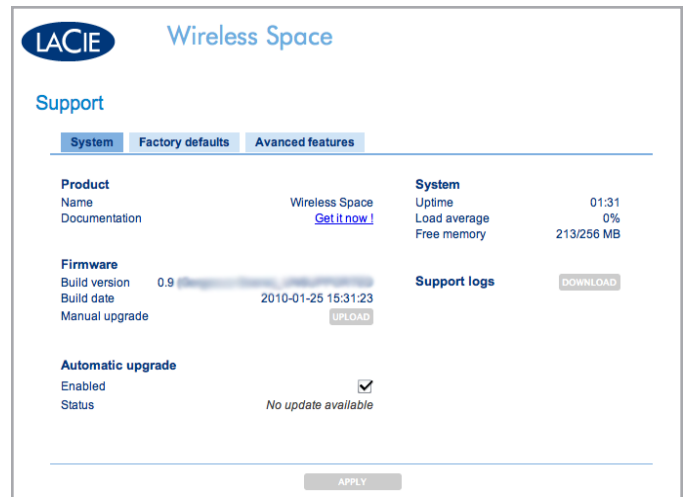 LACIE
Wireless Space
Support
System Factory defaults Avanced features
Product
Name Wireless Space
Documentation Get it now !
Firmware
Build version 0.9
Build date 2010-01-25 15:31:23
Manual upgrade UPLOAD
Automatic upgrade
Enabled
Status No update available
System
Uptime 01:31
Load average 0%
Free memory 213/256 MB
Support logs DOWNLOAD
APPLY